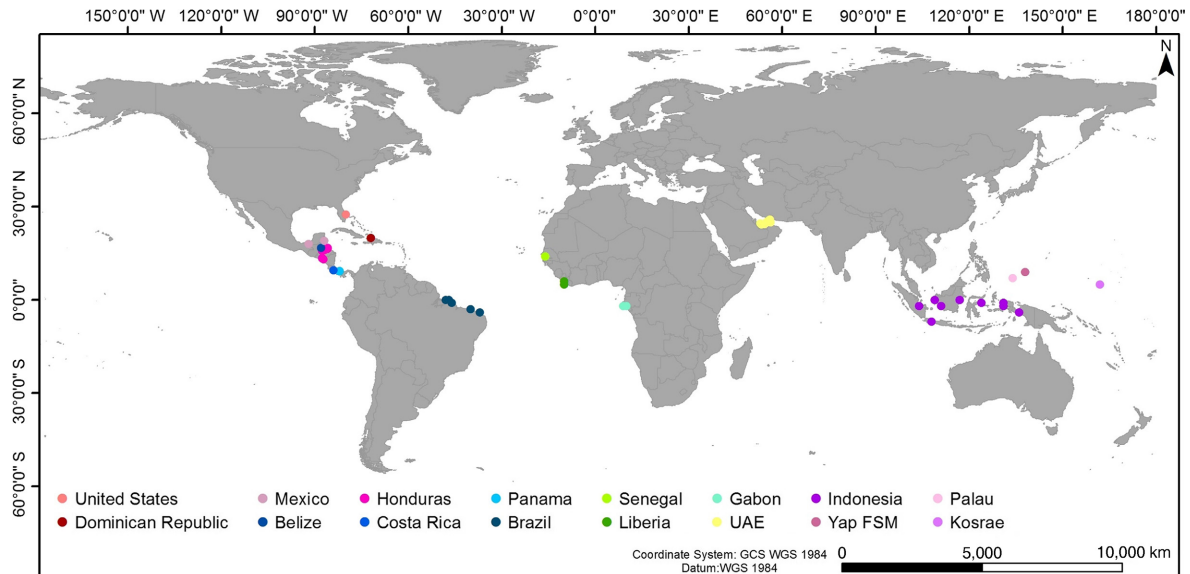 150°0'0" W 120°0'0" W 90°0'0" W 60°0'0" W 30°0'0" W 0°0'0" 30°0'0" E 60°0'0" E 90°0'0" E 120°0'0" E 150°0'0" E 180°0'0"
N
60°0'0" N
30°0'0" N
0°0'0"
30°0'0" S
60°0'0" S
United States Mexico Honduras Panama Senegal Gabon Indonesia Palau
Dominican Republic Belize Costa Rica Brazil Liberia UAE Yap FSM Kosrae
Coordinate System: GCS WGS 1984
Datum:WGS 1984
0 5,000 10,000 km